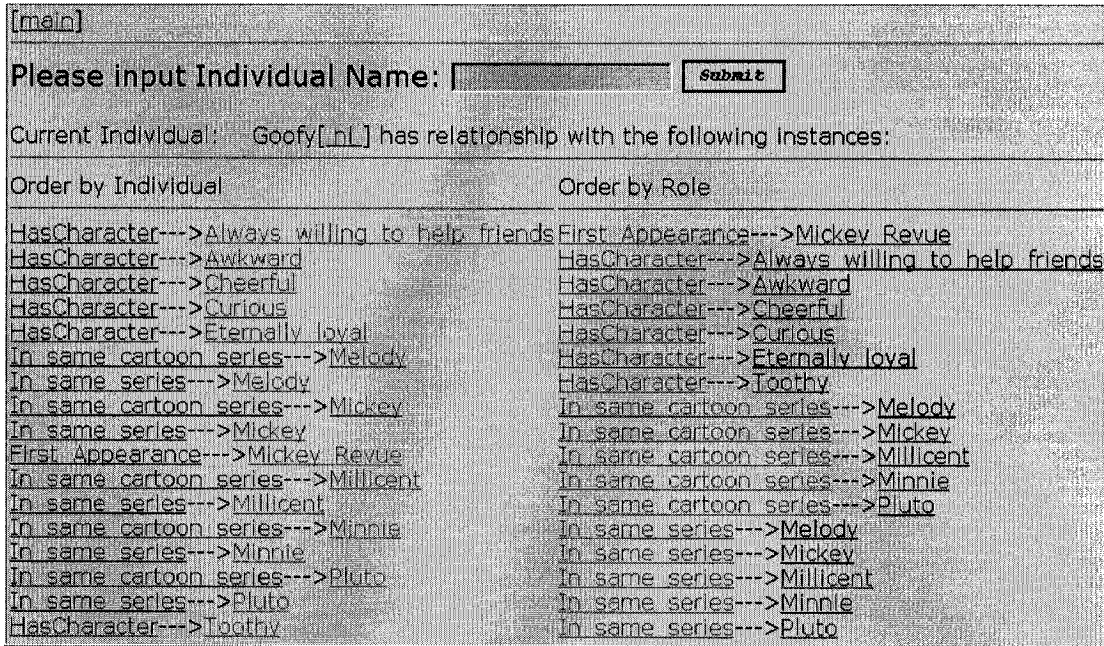 [main]
Please input Individual Name: Submit
Current Individual: Goofy[ nl ] has relationship with the following instances:
Order by Individual
HasCharacter--->Always willing to help friends
HasCharacter--->Awkward
HasCharacter--->Cheerful
HasCharacter--->Curious
HasCharacter--->Eternally loyal
In same cartoon series--->Melody
In same series--->Melody
In same cartoon series--->Mickey
In same series--->Mickey
First Appearance--->Mickey Revue
In same cartoon series--->Millicent
In same series--->Millicent
In same cartoon series--->Minnie
In same series--->Minnie
In same cartoon series--->Pluto
In same series--->Pluto
HasCharacter--->Toothy
Order by Role
First Appearance--->Mickey Revue
HasCharacter--->Always willing to help friends
HasCharacter--->Awkward
HasCharacter--->Cheerful
HasCharacter--->Curious
HasCharacter--->Eternally loyal
HasCharacter--->Toothy
In same cartoon series--->Melody
In same cartoon series--->Mickey
In same cartoon series--->Millicent
In same cartoon series--->Minnie
In same cartoon series--->Pluto
In same series--->Melody
In same series--->Mickey
In same series--->Millicent
In same series--->Minnie
In same series--->Pluto